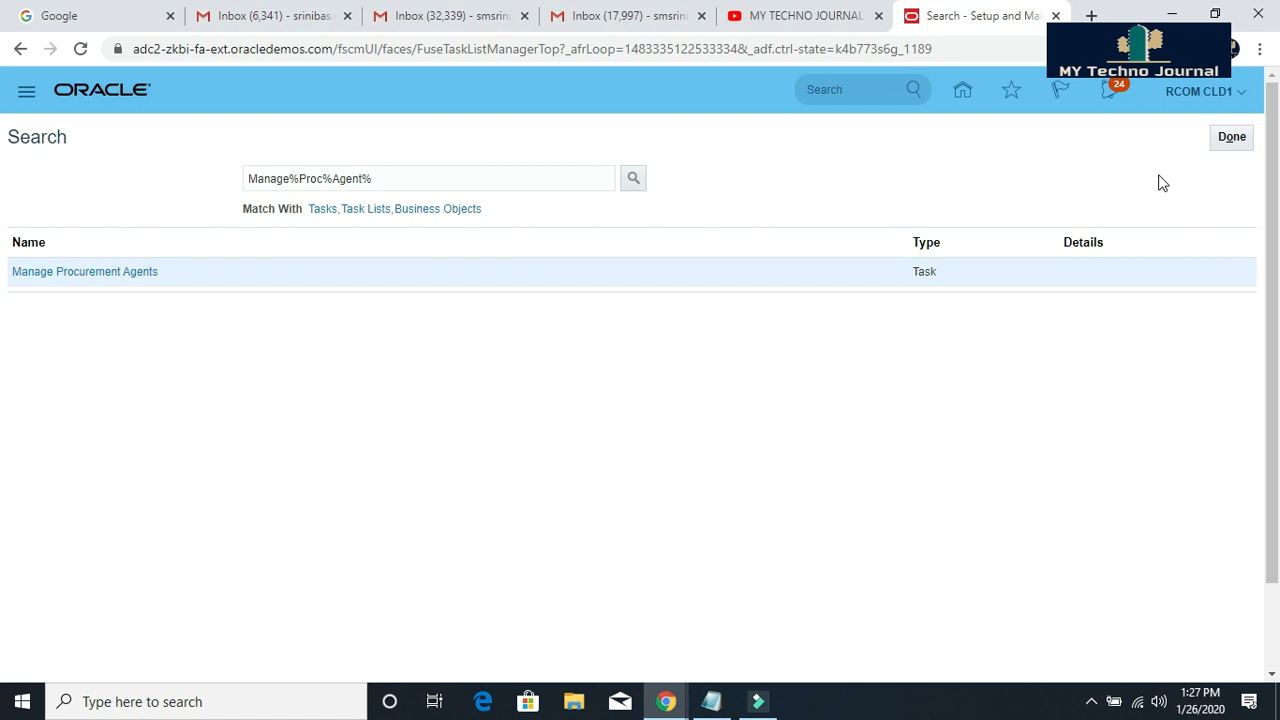 Google
Inbox (6,341) - srinibas.
Inbox (32,339) - smsrin
Inbox (17,997) - smsrin
MY TECHNO JOURNAL
Search - Setup and Ma
adc2-zkbi-fa-ext.oracledemos.com/fscmUI/faces/FuseTaskListManagerTop?_afrLoop=14833351225333334&_adf.ctrl-state=k4b773s6g_1189
MY Techno Journal
ORACLE
Search
24
RCOM CLD1
Search
Done
Manage%Proc%Agent%
Match With Tasks, Task Lists, Business Objects
Name Type Details
Manage Procurement Agents Task
Type here to search
1:27 PM
1/26/2020